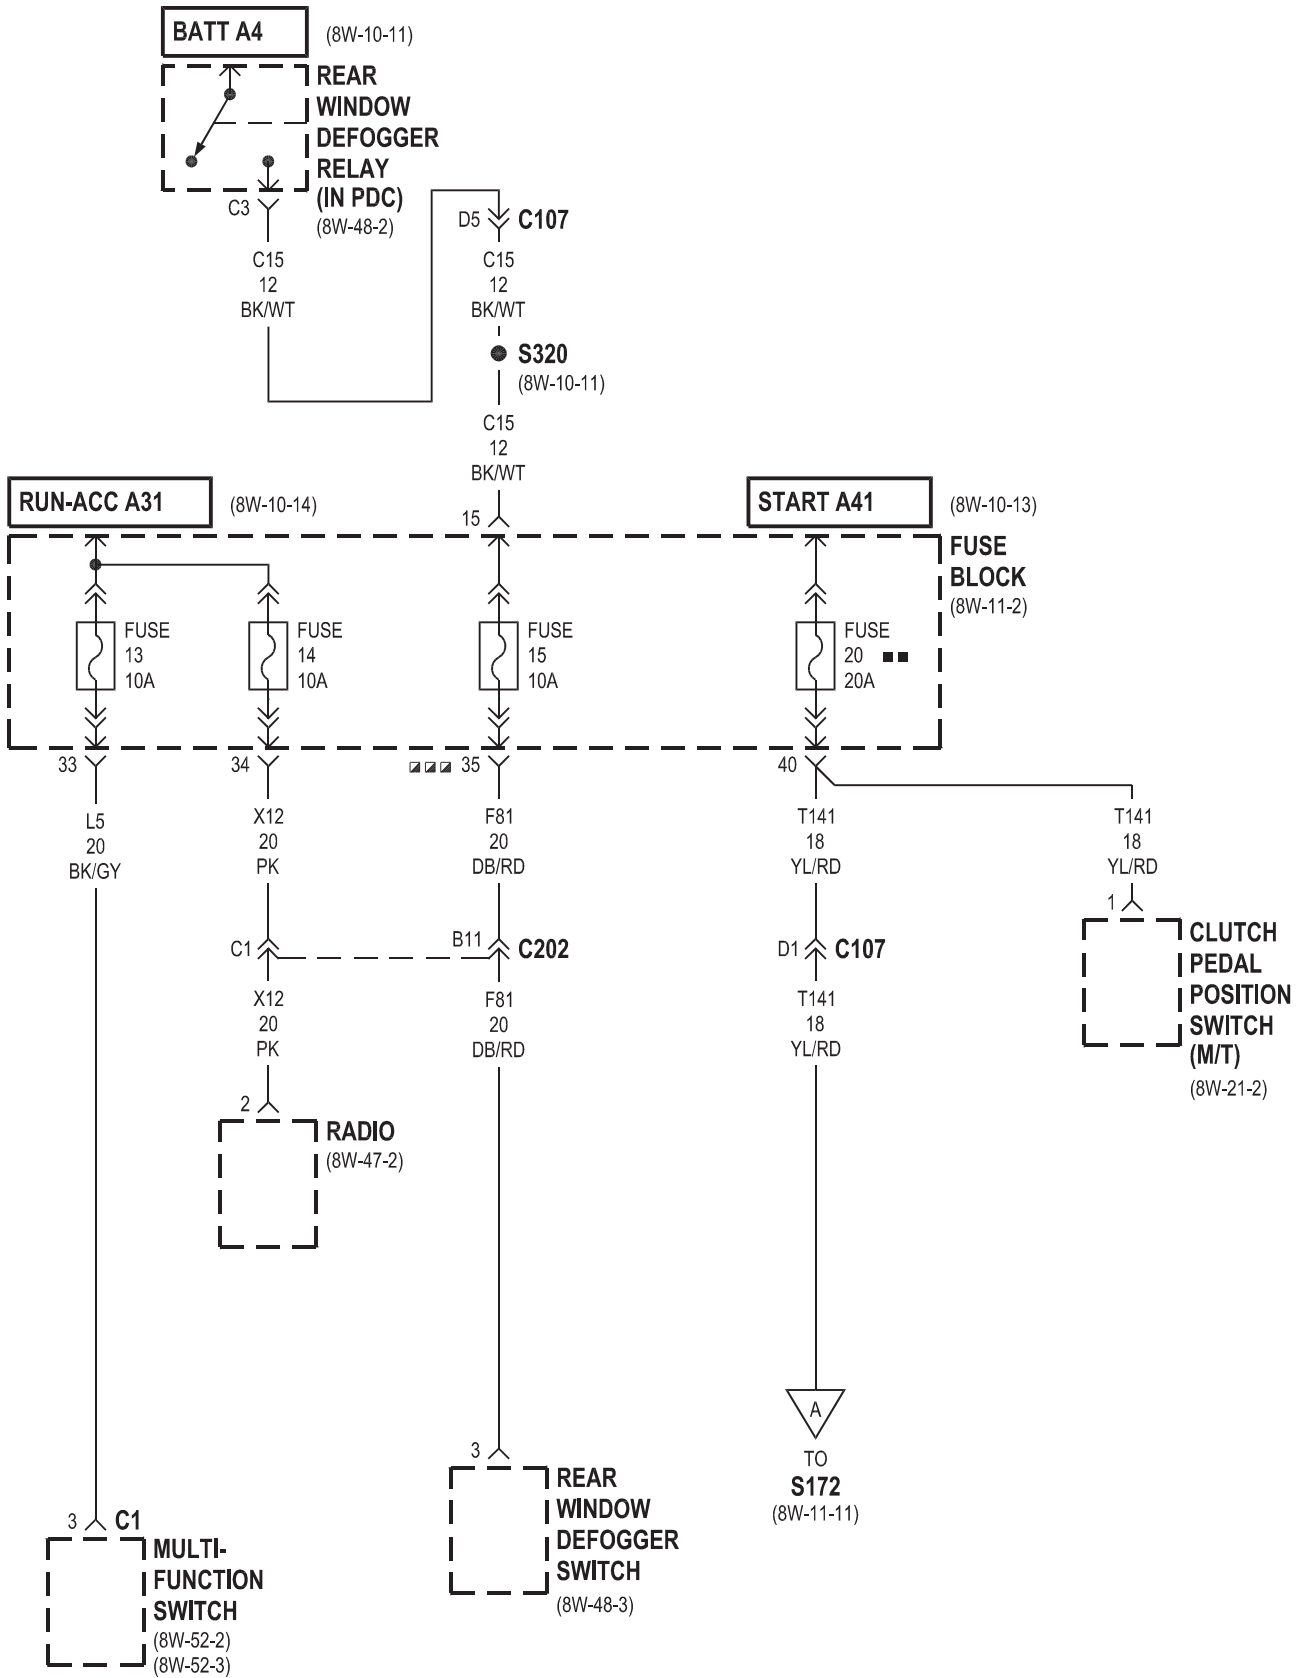 BATT A4
(8W-10-11)
REAR
WINDOW
DEFOGGER
RELAY
(IN PDC)
(8W-48-2)
C3
C15
12
BK/WT
D5
C107
C15
12
BK/WT
S320
(8W-10-11)
C15
12
BK/WT
RUN-ACC A31
(8W-10-14)
15
START A41
(8W-10-13)
FUSE
BLOCK
(8W-11-2)
FUSE
13
10A
FUSE
14
10A
FUSE
15
10A
FUSE
20
20A
33
34
35
40
L5
20
BK/GY
X12
20
PK
F81
20
DB/RD
T141
18
YL/RD
T141
18
YL/RD
1
CLUTCH
PEDAL
POSITION
SWITCH
(M/T)
(8W-21-2)
C1
B11
C202
D1
C107
X12
20
PK
F81
20
DB/RD
T141
18
YL/RD
2
RADIO
(8W-47-2)
A
TO
S172
(8W-11-11)
3
REAR
WINDOW
DEFOGGER
SWITCH
(8W-48-3)
3
C1
MULTI-
FUNCTION
SWITCH
(8W-52-2)
(8W-52-3)